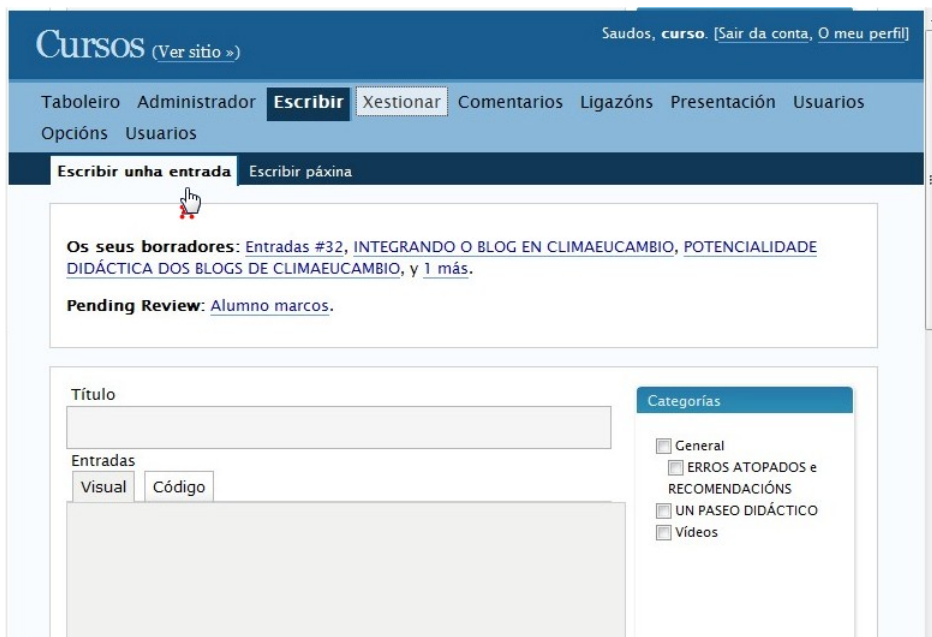 Cursos (Ver sitio »)
Saudos, curso. [Sair da conta, O meu perfil]
Taboleiro Administrador Escribir Xestionar Comentarios Ligazóns Presentación Usuarios
Opcións Usuarios
Escribir unha entrada Escribir páxina
Os seus borradores: Entradas #32, INTEGRANDO O BLOG EN CLIMAEUCAMBIO, POTENCIALIDADE
DIDÁCTICA DOS BLOGS DE CLIMAEUCAMBIO, y 1 más.
Pending Review: Alumno marcos.
Título
Entradas
Visual Código
Categorías
General
ERROS ATOPADOS e
RECOMENDACIÓNS
UN PASEO DIDÁCTICO
Vídeos